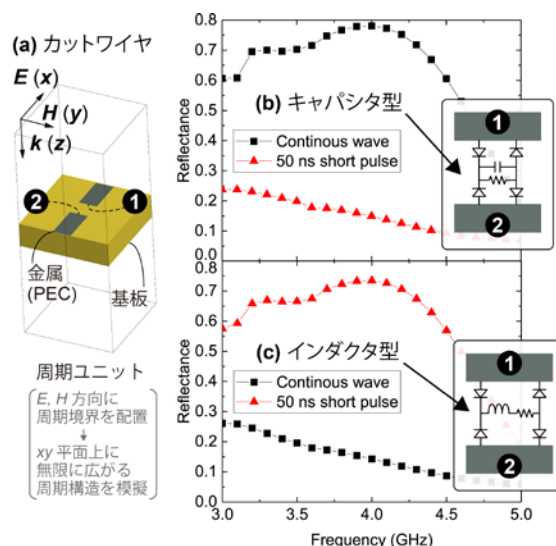 (a) カットワイヤ
E (x)
H (y)
k (z)
2
1
金属
(PEC)
基板
周期ユニット
E, H 方向に
周期境界を配置
xy 平面上に
無限に広がる
周期構造を模擬
0.8
0.7
0.6
0.5
0.4
0.3
0.2
0.1
0.0
Reflectance
(b) キャパシタ型
Continous wave
50 ns short pulse
1
2
0.8
0.7
0.6
0.5
0.4
0.3
0.2
0.1
0.0
Reflectance
(c) インダクタ型
Continous wave
50 ns short pulse
1
2
3.0 3.5 4.0 4.5 5.0
Frequency (GHz)